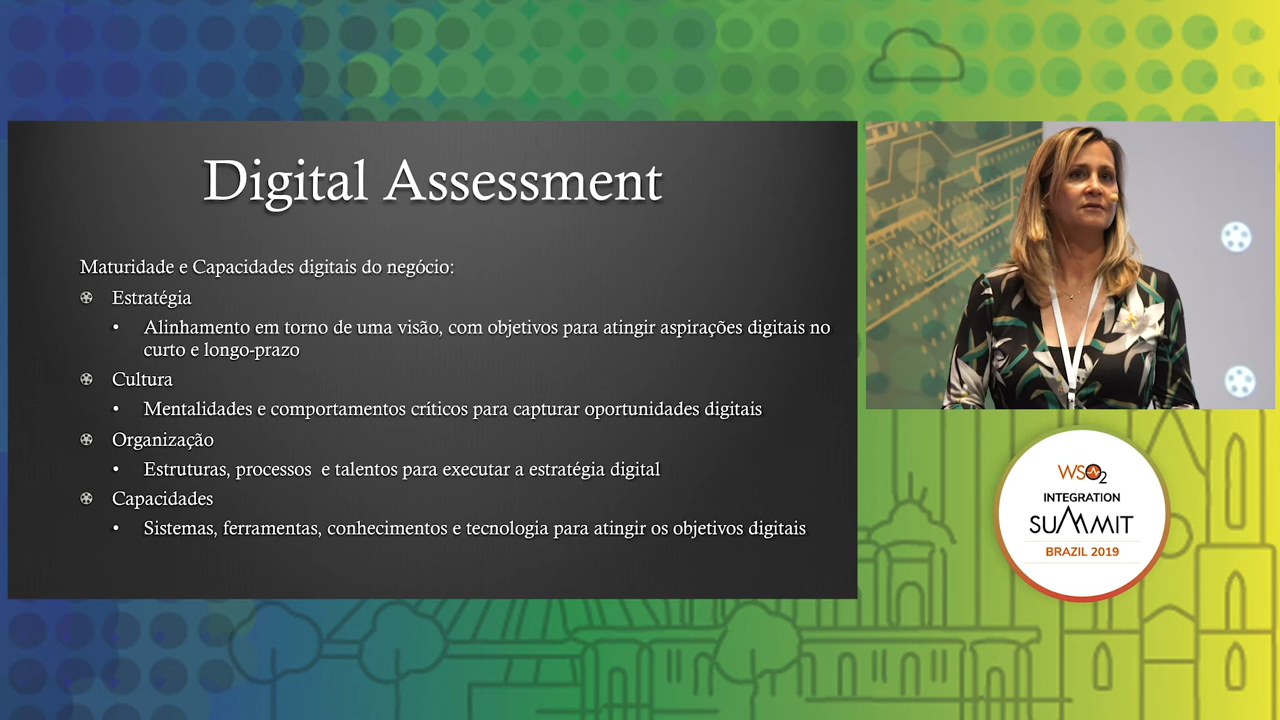 Digital Assessment
Maturidade e Capacidades digitais do negócio:
Estratégia
• Alinhamento em torno de uma visão, com objetivos para atingir aspirações digitais no
curto e longo-prazo
Cultura
• Mentalidades e comportamentos críticos para capturar oportunidades digitais
Organização
• Estruturas, processos e talentos para executar a estratégia digital
Capacidades
• Sistemas, ferramentas, conhecimentos e tecnologia para atingir os objetivos digitais
WSO2
INTEGRATION
SUMMIT
BRAZIL 2019